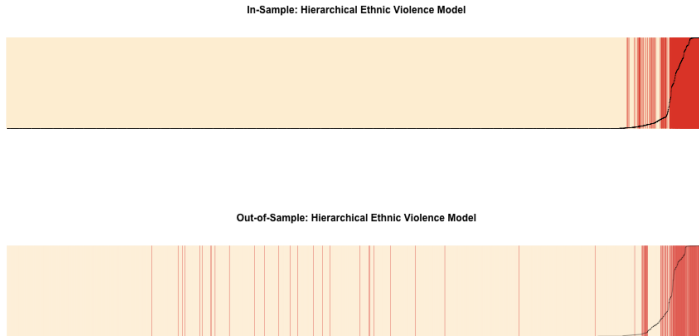 In-Sample: Hierarchical Ethnic Violence Model
Out-of-Sample: Hierarchical Ethnic Violence Model